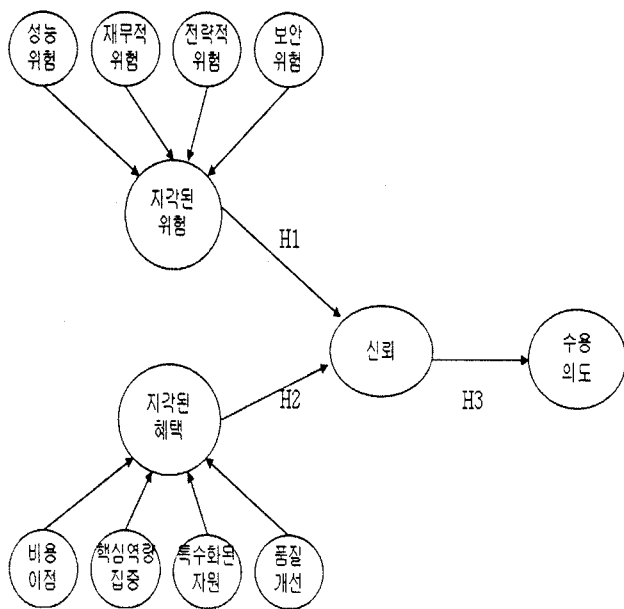 성능
위험
재무적
위험
전략적
위험
보안
위험
지각된
위험
H1
신뢰
수용
의도
H3
지각된
혜택
H2
비용
이점
핵심역량
집중
특수화된
자원
품질
개선